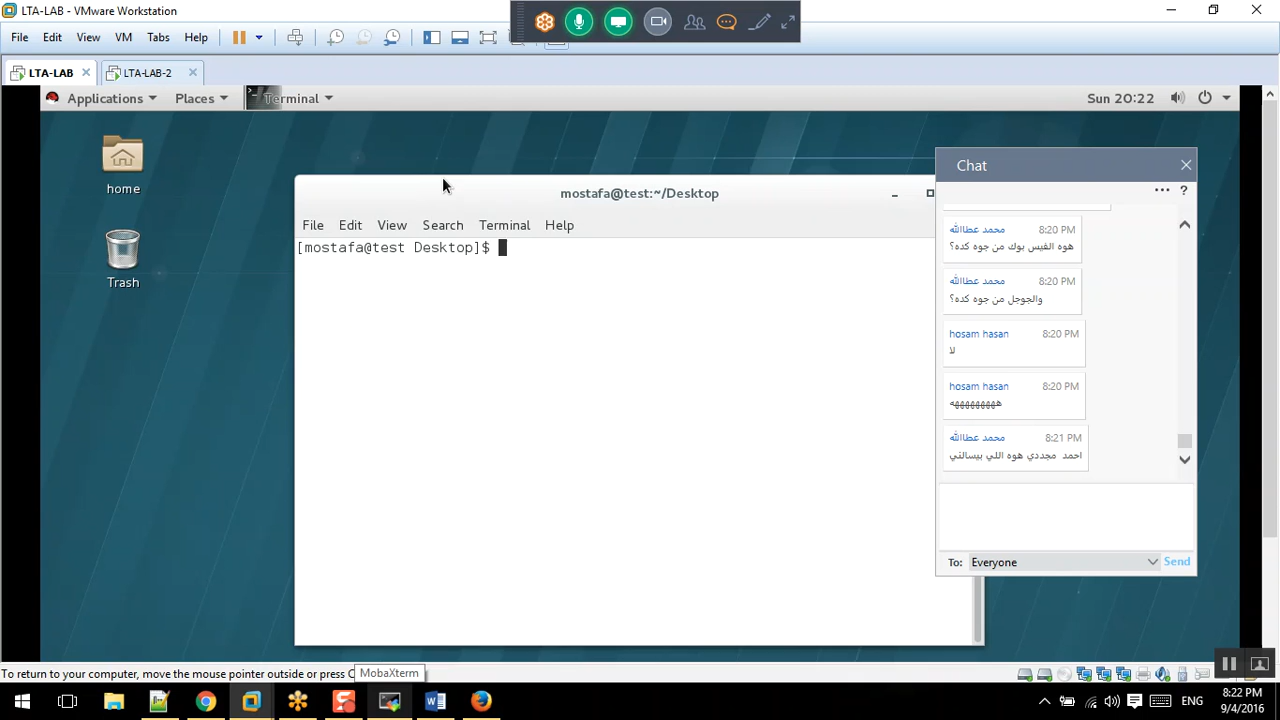 LTA-LAB - VMware Workstation
File Edit View VM Tabs Help
LTA-LAB LTA-LAB-2
Applications Places Terminal Sun 20:22
home
Trash
mostafa@test:~/Desktop
File Edit View Search Terminal Help
[mostafa@test Desktop]$
Chat
... ?
محمد عطاالله 8:20 PM
هوه الفيس بوك من جوه كده؟
محمد عطاالله 8:20 PM
والجوجل من جوه كده؟
hosam hasan 8:20 PM
لا
hosam hasan 8:20 PM
محمد عطاالله 8:21 PM
احمد مجددي هوه اللي بيسالني
To: Everyone Send
To return to your computer, move the mouse pointer outside or press C
MobaXterm
ENG
8:22 PM
9/4/2016